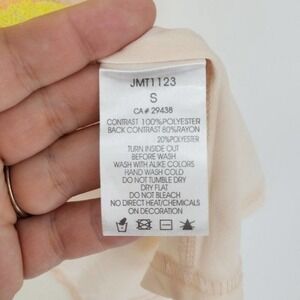 JMT1123
S
CA# 29438
CONTRAST 100%POLYESTER
BACK CONTRAST 80%RAYON
20%POLYESTER
TURN INSIDE OUT
BEFORE WASH
WASH WITH ALIKE COLORS
HAND WASH COLD
DO NOT TUMBLE DRY
DRY FLAT
DO NOT BLEACH
NO DIRECT HEAT/CHEMICALS
ON DECORATION